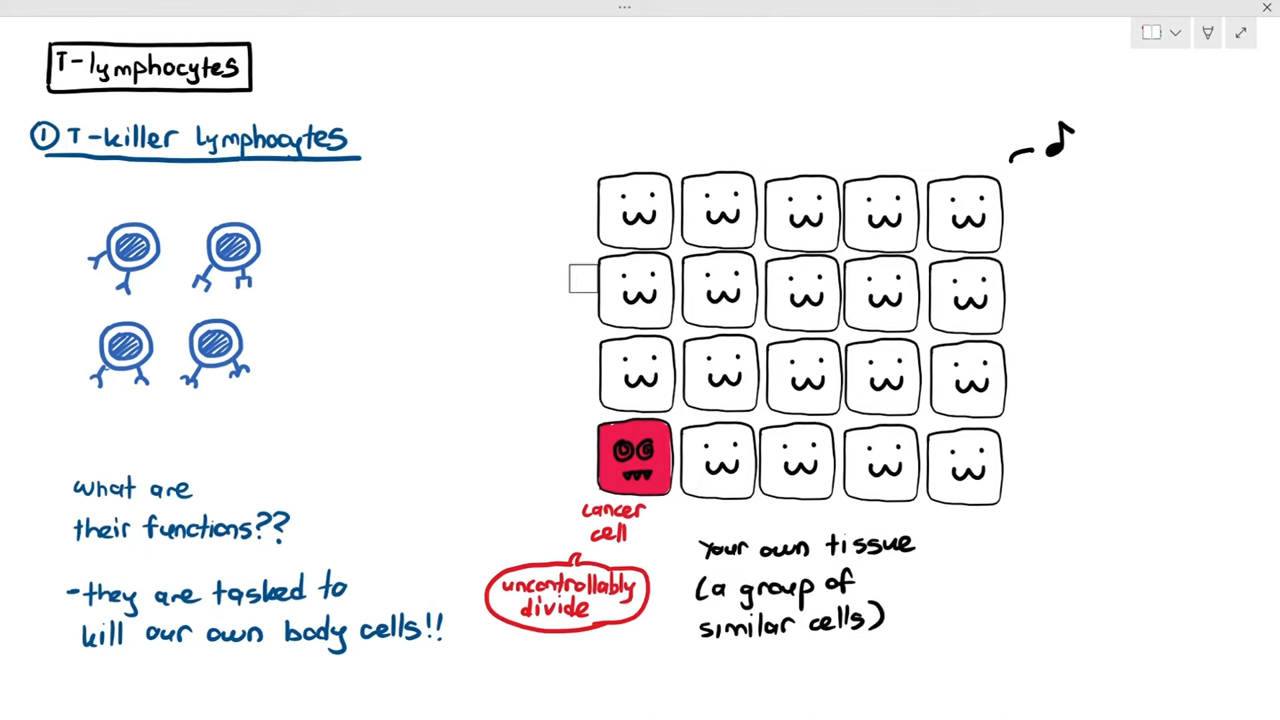 T-lymphocytes
① T-killer lymphocytes
what are
their functions??
-they are tasked to
kill our own body cells!!
cancer
cell
uncontrollably
divide
Your own tissue
(a group of
similar cells)